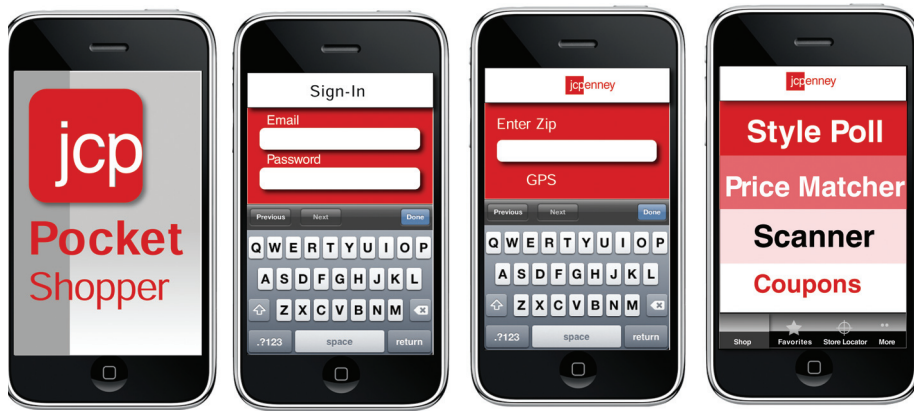 jcp
Pocket
Shopper
Sign-In
Email
Password
Previous Next Done
Q W E R T Y U I O P
A S D F G H J K L
Z X C V B N M
.?123 space return
jcpenney
Enter Zip
GPS
Previous Next Done
Q W E R T Y U I O P
A S D F G H J K L
Z X C V B N M
.?123 space return
jcpenney
Style Poll
Price Matcher
Scanner
Coupons
Shop Favorites Store Locator More